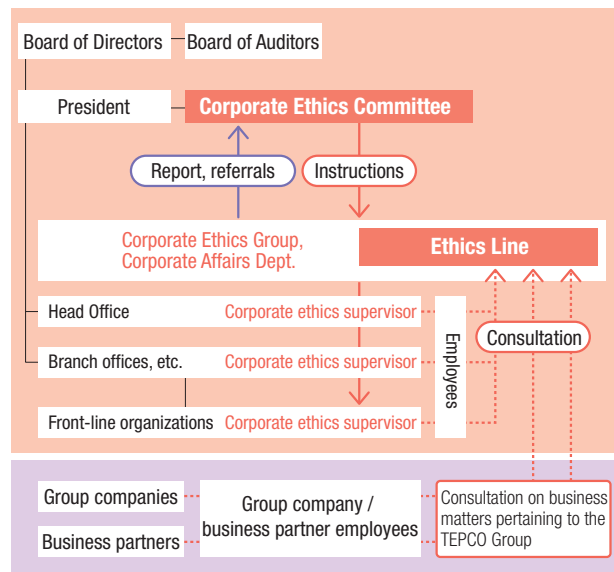 Board of Directors
Board of Auditors
President
Corporate Ethics Committee
Report, referrals
Instructions
Corporate Ethics Group,
Corporate Affairs Dept.
Ethics Line
Head Office
Corporate ethics supervisor
Branch offices, etc.
Corporate ethics supervisor
Front-line organizations
Corporate ethics supervisor
Employees
Consultation
Group companies
Business partners
Group company /
business partner employees
Consultation on business
matters pertaining to the
TEPCO Group